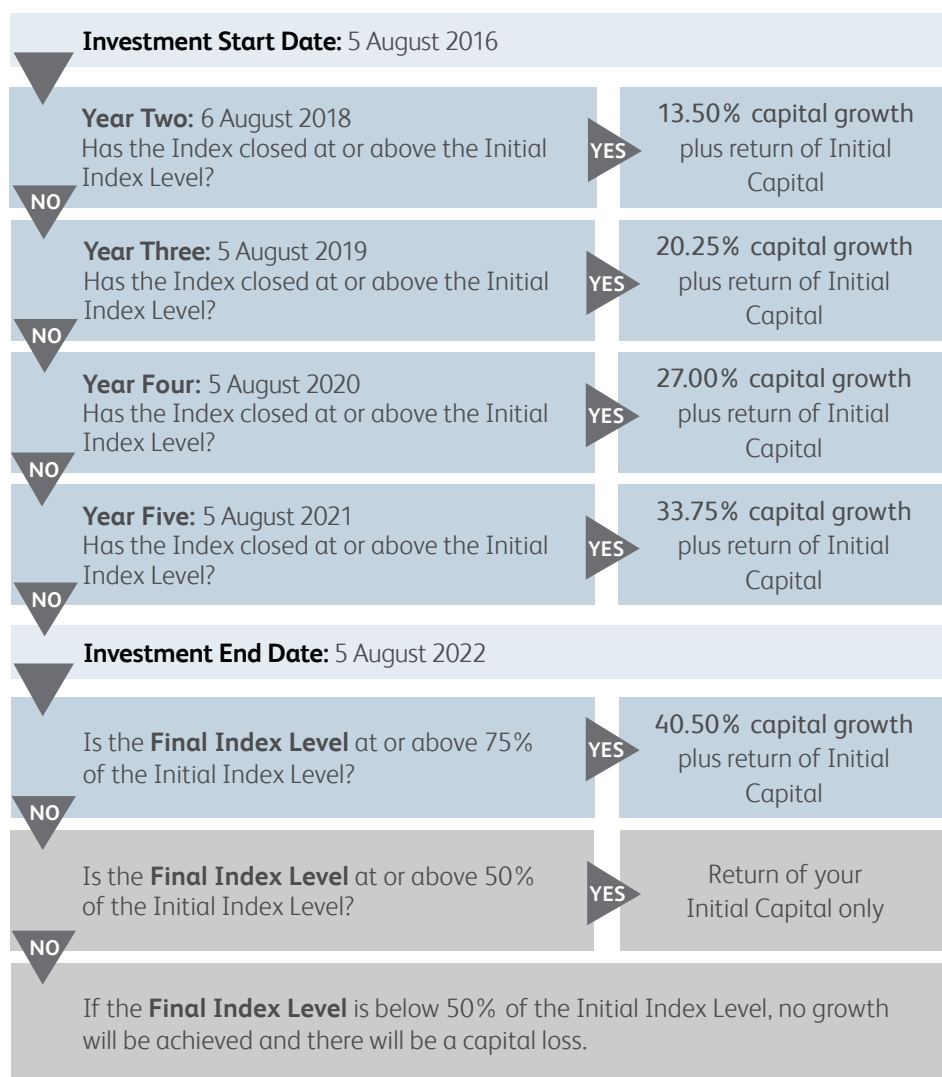 Investment Start Date: 5 August 2016
Year Two: 6 August 2018
Has the Index closed at or above the Initial
Index Level?
YES
13.50% capital growth
plus return of Initial
Capital
NO
Year Three: 5 August 2019
Has the Index closed at or above the Initial
Index Level?
YES
20.25% capital growth
plus return of Initial
Capital
NO
Year Four: 5 August 2020
Has the Index closed at or above the Initial
Index Level?
YES
27.00% capital growth
plus return of Initial
Capital
NO
Year Five: 5 August 2021
Has the Index closed at or above the Initial
Index Level?
YES
33.75% capital growth
plus return of Initial
Capital
NO
Investment End Date: 5 August 2022
Is the Final Index Level at or above 75%
of the Initial Index Level?
YES
40.50% capital growth
plus return of Initial
Capital
NO
Is the Final Index Level at or above 50%
of the Initial Index Level?
YES
Return of your
Initial Capital only
NO
If the Final Index Level is below 50% of the Initial Index Level, no growth
will be achieved and there will be a capital loss.